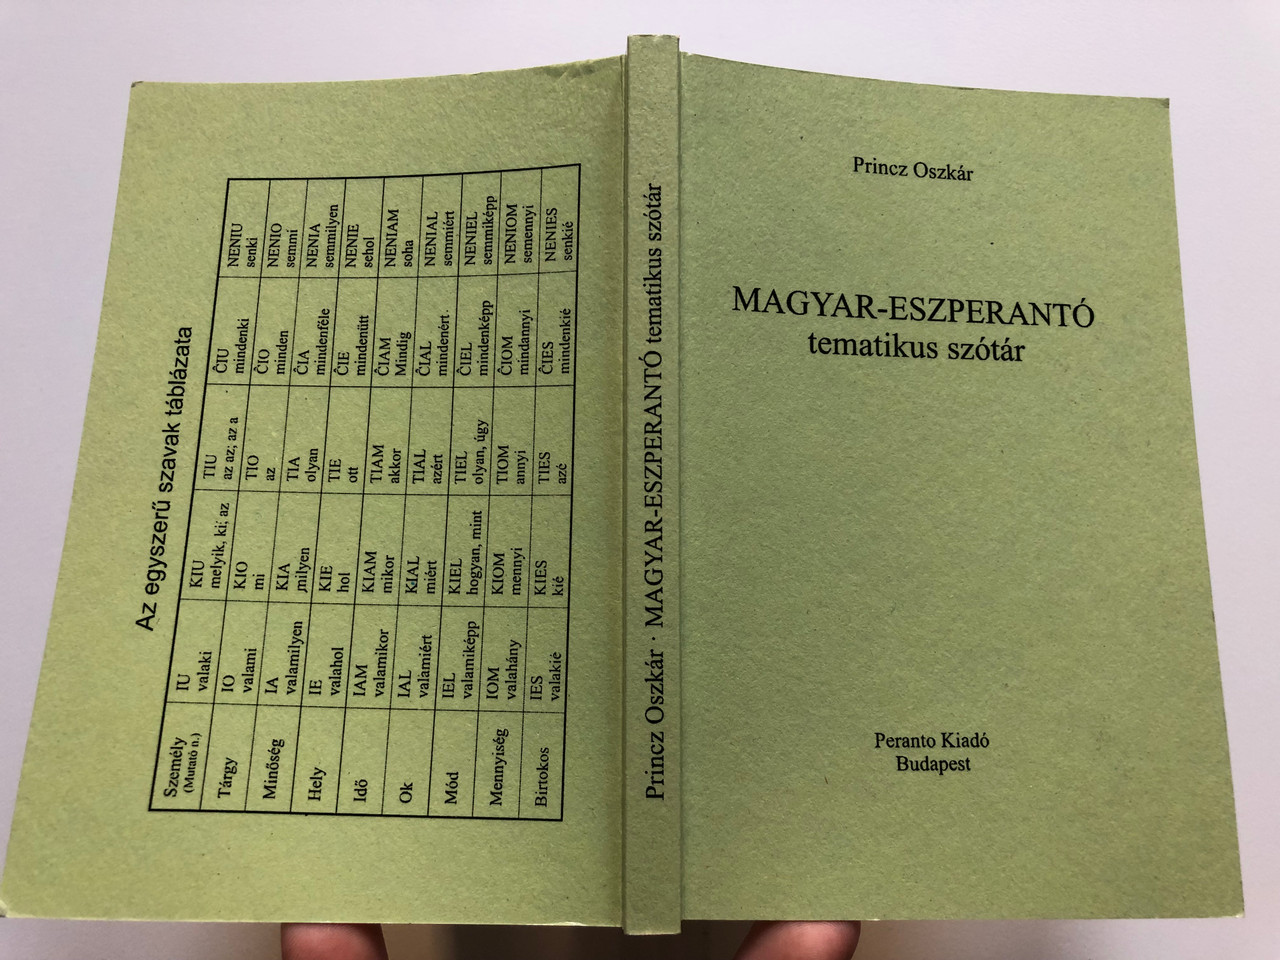 Az egyszerű szavak táblázata
Személy
(Mutató n.)
IU
valaki
KIU
melyik, ki; az
TIU
az az; az a
ĈIU
mindenki
NENIU
senki
Tárgy
IO
valami
KIO
mi
TIO
az
ĈIO
minden
NENIO
semmi
Minőség
IA
valamilyen
KIA
milyen
TIA
olyan
ĈIA
mindenféle
NENIA
semmilyen
Hely
IE
valahol
KIE
hol
TIE
ott
ĈIE
mindenütt
NENIE
sehol
Idő
IAM
valamikor
KIAM
mikor
TIAM
akkor
ĈIAM
Mindig
NENIAM
soha
Ok
IAL
valamiért
KIAL
miért
TIAL
azért
ĈIAL
mindenért
NENIAL
semmiért
Mód
IEL
valamiképp
KIEL
hogyan, mint
TIEL
olyan, úgy
ĈIEL
mindenképp
NENIEL
semmiképp
Mennyiség
IOM
valahány
KIOM
mennyi
TIOM
annyi
ĈIOM
mindannyi
NENIOM
semennyi
Birtokos
IES
valakié
KIES
kié
TIES
azé
ĈIES
mindenkié
NENIES
senkié
Princz Oszkár · MAGYAR-ESZPERANTÓ tematikus szótár
Princz Oszkár
MAGYAR-ESZPERANTÓ
tematikus szótár
Peranto Kiadó
Budapest